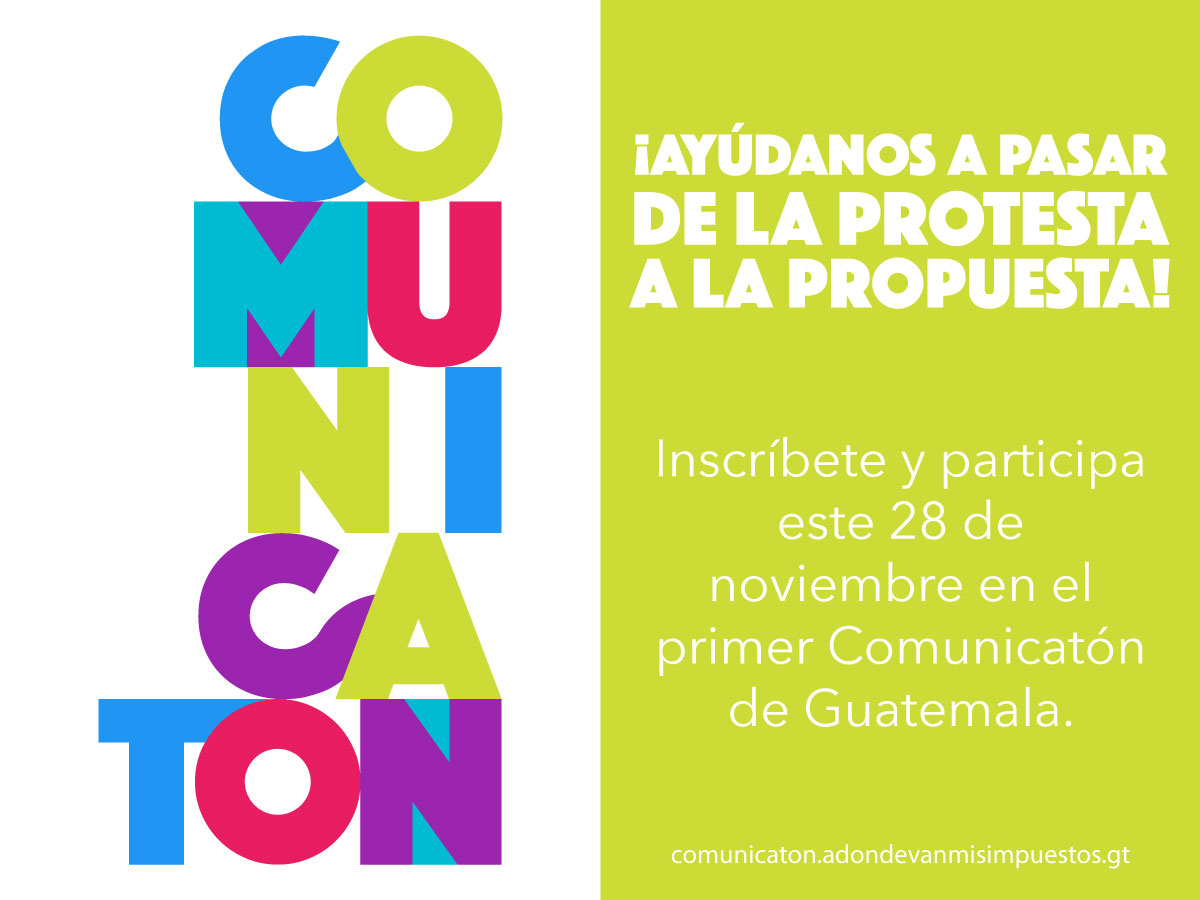 CO
MU
NI
CA
TON
¡AYÚDANOS A PASAR
DE LA PROTESTA
A LA PROPUESTA!
Inscríbete y participa
este 28 de
noviembre en el
primer Comunicatón
de Guatemala.
comunicaton.adondevanmisimpuestos.gt